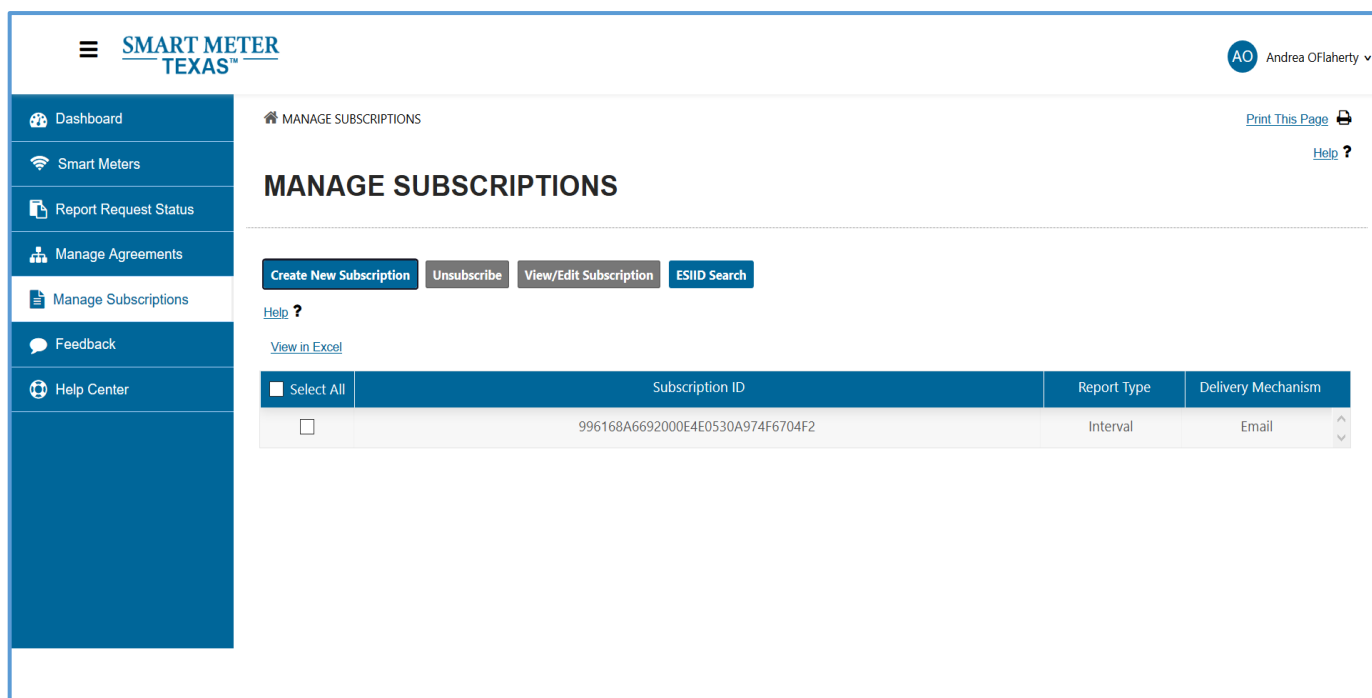 SMART METER
TEXAS™
AO Andrea OFlaherty
Dashboard
Smart Meters
Report Request Status
Manage Agreements
Manage Subscriptions
Feedback
Help Center
MANAGE SUBSCRIPTIONS
Print This Page
Help ?
MANAGE SUBSCRIPTIONS
Create New Subscription Unsubscribe View/Edit Subscription ESIID Search
Help ?
View in Excel
Select All Subscription ID Report Type Delivery Mechanism
996168A6692000E4E0530A974F6704F2 Interval Email